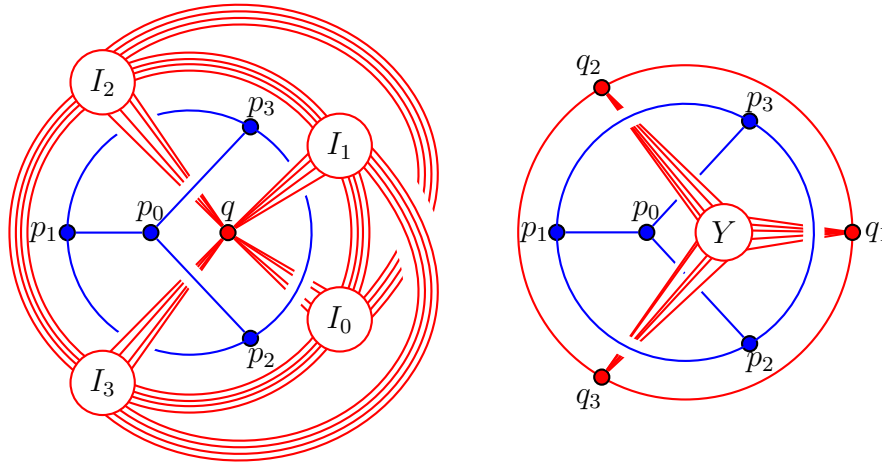 I₂
p₃
I₁
p₁
p₀
q
I₀
p₂
I₃
q₂
p₃
p₁
p₀
Y
q₁
p₂
q₃